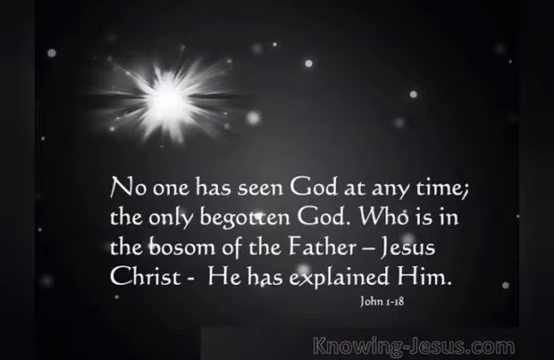 No one has seen God at any time;
the only begotten God. Who is in
the bosom of the Father – Jesus
Christ - He has explained Him.
John 1-18
Knowing-Jesus.com